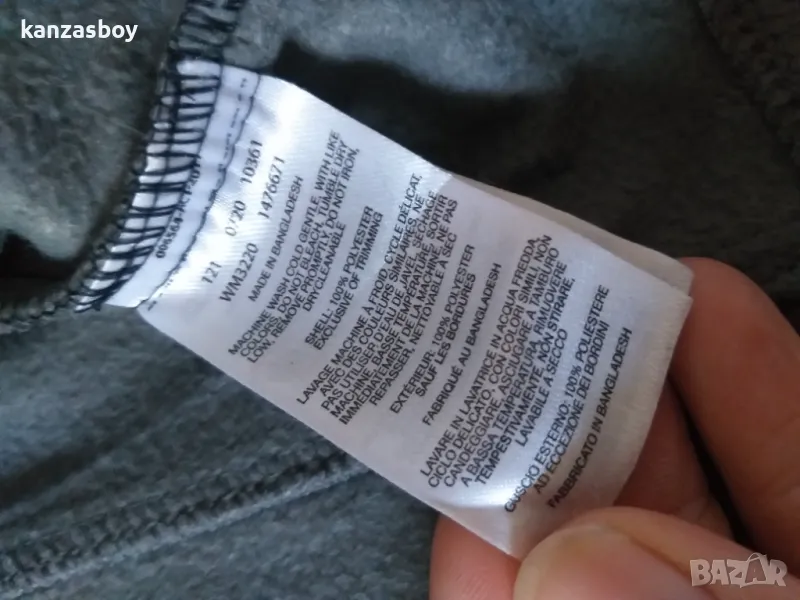 kanzasboy
121 0/20 10361
WM3220 1476671
MADE IN BANGLADESH
MACHINE WASH COLD GENTLE, WITH LIKE
COLORS, DO NOT BLEACH, TUMBLE DRY
LOW, REMOVE PROMPTLY, DO NOT IRON,
DRYCLEANABLE
SHELL: 100% POLYESTER
EXCLUSIVE OF TRIMMING
LAVAGE MACHINE À FROID, CYCLE DÉLICAT,
AVEC DES COULEURS SIMILAIRES, NE
PAS UTILISER D'EAU DE JAVEL, SÉCHAGE
MACHINE, BASSE TEMPÉRATURE, SORTIR
IMMÉDIATEMENT DE LA MACHINE, NE PAS
REPASSER, NETTOYABLE A SEC
EXTÉRIEUR: 100% POLYESTER
SAUF LES BORDURES
FABRIQUÉ AU BANGLADESH
LAVARE IN LAVATRICE IN ACQUA FREDDA,
CICLO DELICATO, CON COLORI SIMILI, NON
CANDEGGIARE, ASCIUGARE A TAMBURO
A BASSA TEMPERATURA, RIMUOVERE
TEMPESTIVAMENTE, NON STIRARE,
LAVABILE A SECCO
GUSCIO ESTERNO: 100% POLIESTERE
AD ECCEZIONE DEI BORDINI
FABBRICATO IN BANGLADESH
BAZAR